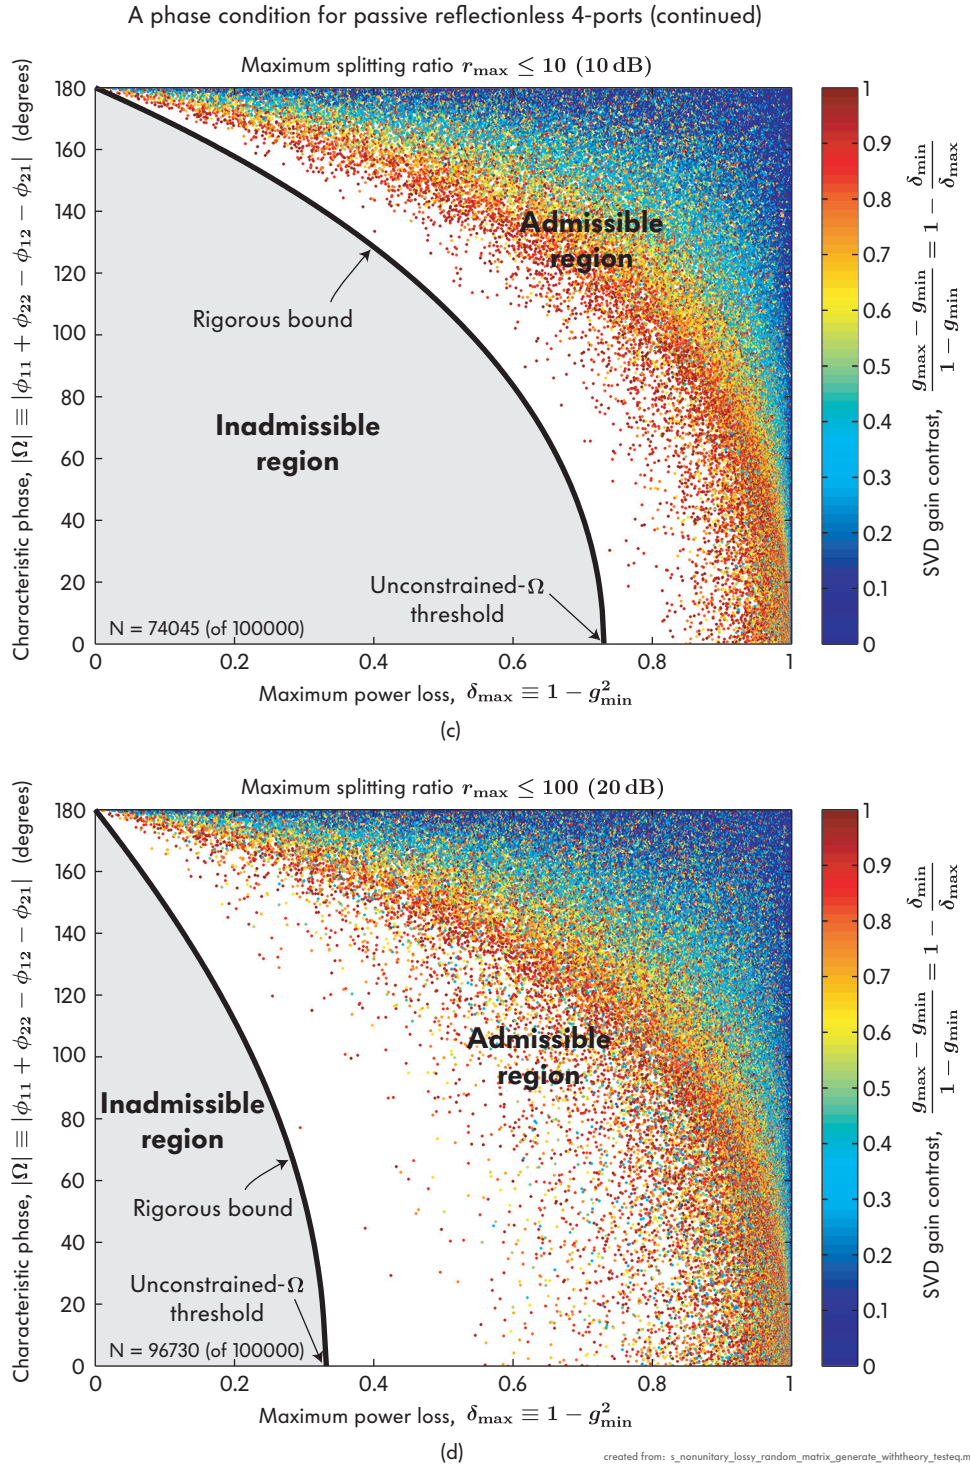 A phase condition for passive reflectionless 4-ports (continued)
Maximum splitting ratio r_max ≤ 10 (10 dB)
Characteristic phase, |Ω| ≡ |ϕ11 + ϕ22 − ϕ12 − ϕ21| (degrees)
180
160
140
120
100
80
60
40
20
0
Admissible
region
Rigorous bound
Inadmissible
region
Unconstrained-Ω
threshold
N = 74045 (of 100000)
0 0.2 0.4 0.6 0.8 1
Maximum power loss, δ_max ≡ 1 − g²_min
1
0.9
0.8
0.7
0.6
0.5
0.4
0.3
0.2
0.1
0
SVD gain contrast, (g_max − g_min)/(1 − g_min) = 1 − δ_min/δ_max
(c)
Maximum splitting ratio r_max ≤ 100 (20 dB)
Characteristic phase, |Ω| ≡ |ϕ11 + ϕ22 − ϕ12 − ϕ21| (degrees)
180
160
140
120
100
80
60
40
20
0
Admissible
region
Inadmissible
region
Rigorous bound
Unconstrained-Ω
threshold
N = 96730 (of 100000)
0 0.2 0.4 0.6 0.8 1
Maximum power loss, δ_max ≡ 1 − g²_min
1
0.9
0.8
0.7
0.6
0.5
0.4
0.3
0.2
0.1
0
SVD gain contrast, (g_max − g_min)/(1 − g_min) = 1 − δ_min/δ_max
(d)
created from: s_nonunitary_lossy_random_matrix_generate_withtheory_testeq.m